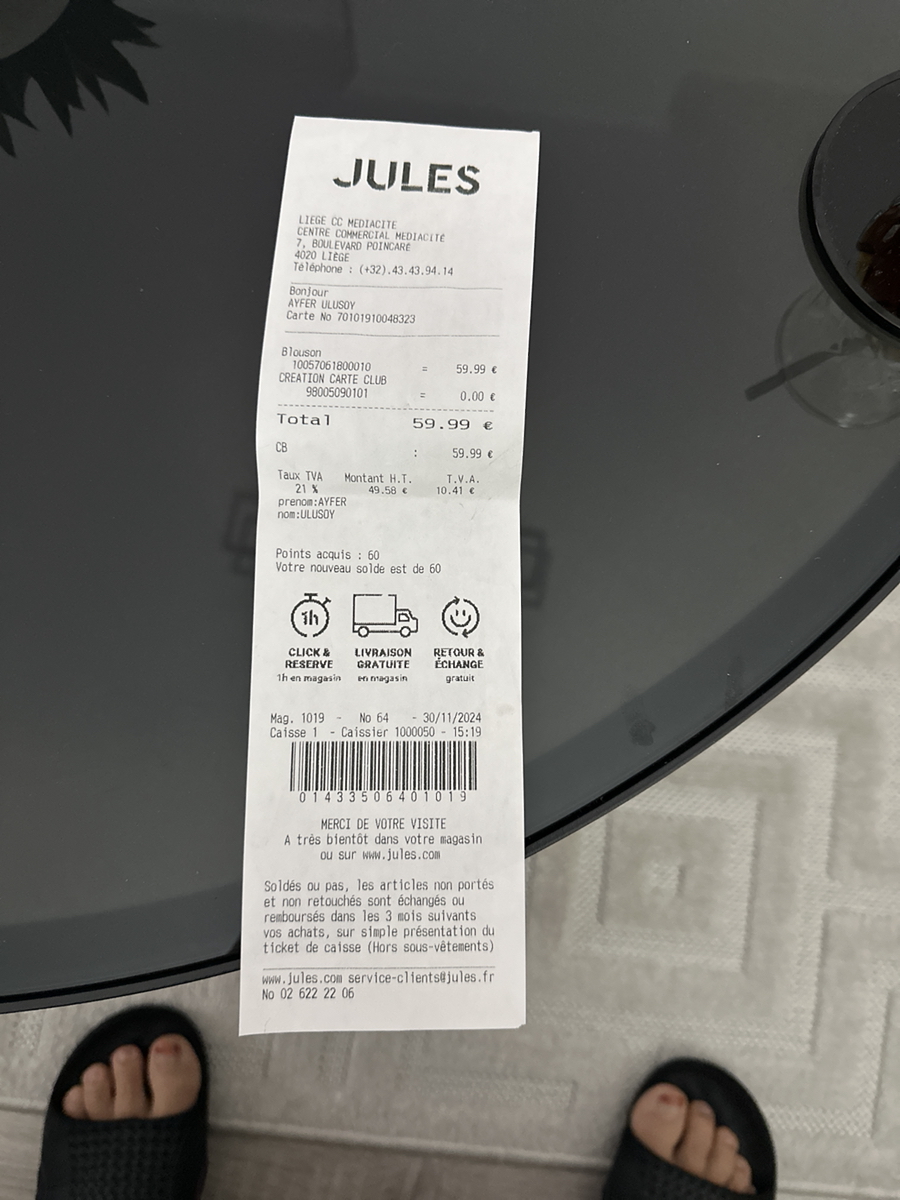 JULES
LIEGE CC MEDIACITE
CENTRE COMMERCIAL MEDIACITÉ
7, BOULEVARD POINCARÉ
4020 LIÈGE
Téléphone : (+32).43.43.94.14
Bonjour
AYFER ULUSOY
Carte No 70101910048323
Blouson
10057061800010 = 59.99 €
CREATION CARTE CLUB
98005090101 = 0.00 €
Total 59.99 €
CB : 59.99 €
Taux TVA Montant H.T. T.V.A.
21 % 49.58 € 10.41 €
prenom:AYFER
nom:ULUSOY
Points acquis : 60
Votre nouveau solde est de 60
1h
CLICK & LIVRAISON RETOUR &
RESERVE GRATUITE ÉCHANGE
1h en magasin en magasin gratuit
Mag. 1019 - No 64 - 30/11/2024
Caisse 1 - Caissier 1000050 - 15:19
01433506401019
MERCI DE VOTRE VISITE
A très bientôt dans votre magasin
ou sur www.jules.com
Soldés ou pas, les articles non portés
et non retouchés sont échangés ou
remboursés dans les 3 mois suivants
vos achats, sur simple présentation du
ticket de caisse (Hors sous-vêtements)
www.jules.com service-clients@jules.fr
No 02 622 22 06